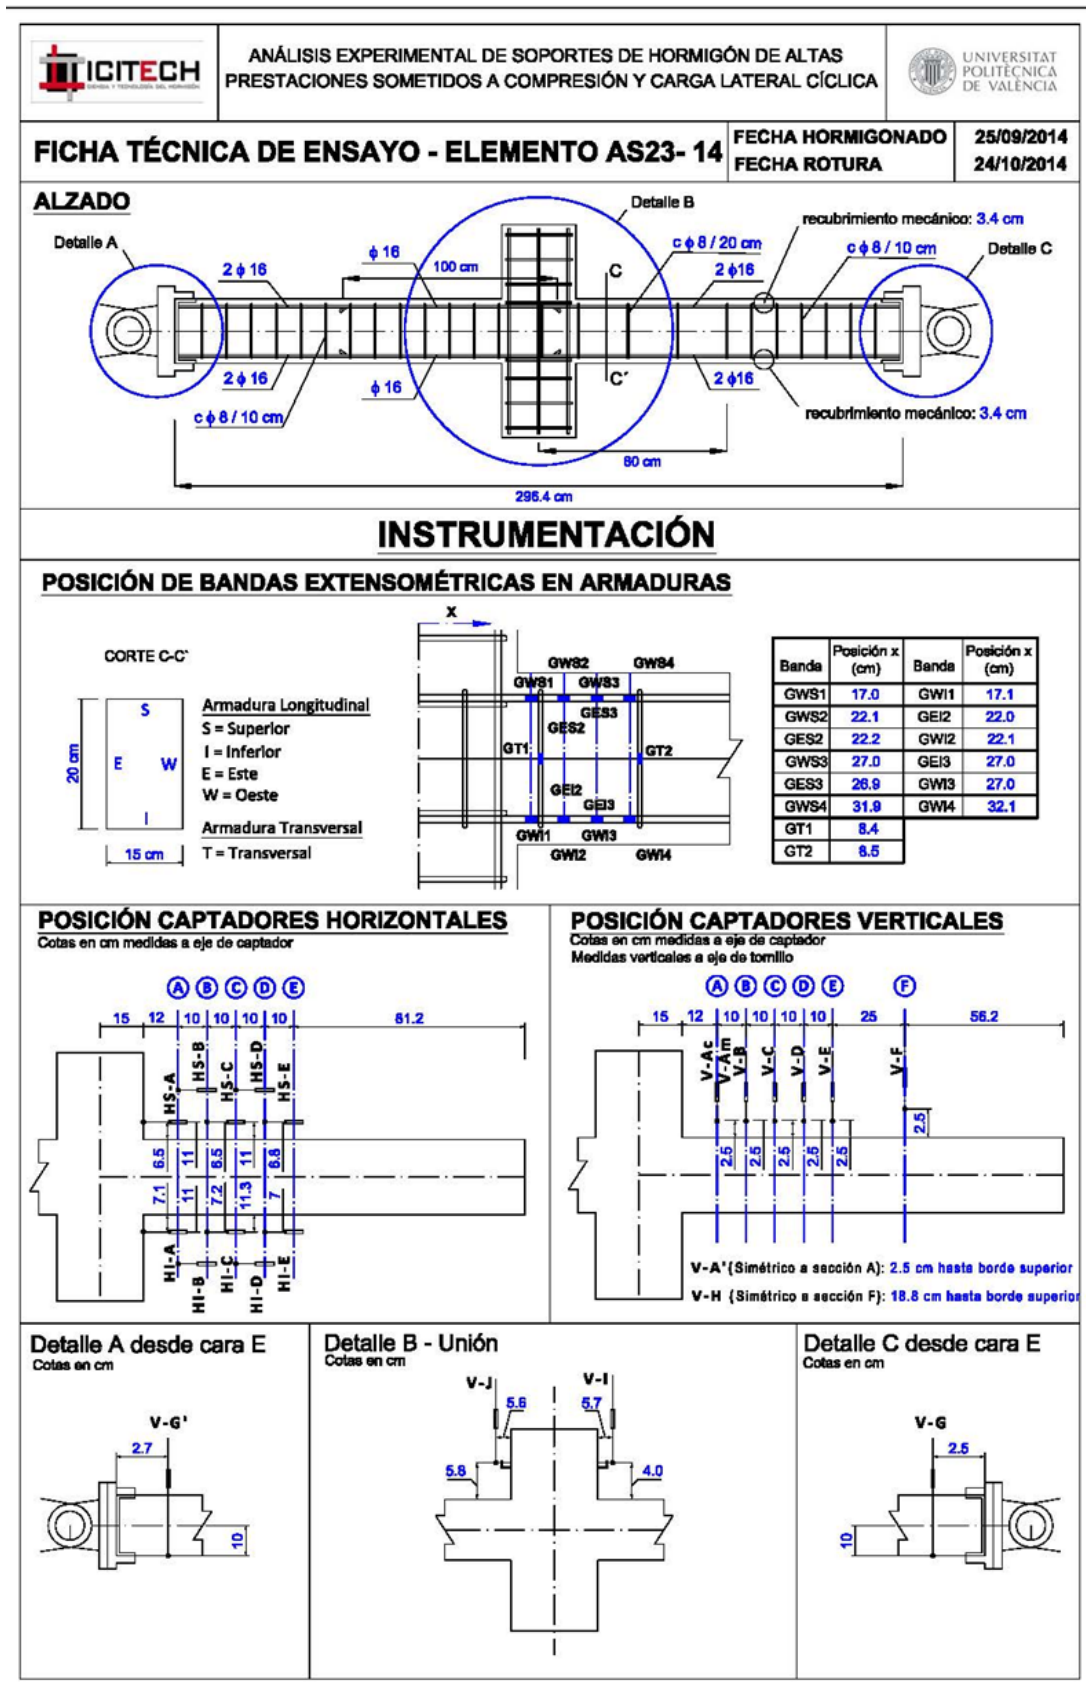 ICITECH
CIENCIA Y TECNOLOGÍA DEL HORMIGÓN
ANÁLISIS EXPERIMENTAL DE SOPORTES DE HORMIGÓN DE ALTAS
PRESTACIONES SOMETIDOS A COMPRESIÓN Y CARGA LATERAL CÍCLICA
UNIVERSITAT
POLITÈCNICA
DE VALÈNCIA
FICHA TÉCNICA DE ENSAYO - ELEMENTO AS23- 14
FECHA HORMIGONADO 25/09/2014
FECHA ROTURA 24/10/2014
ALZADO
Detalle A
Detalle B
recubrimiento mecánico: 3.4 cm
Detalle C
2 ϕ 16
ϕ 16
100 cm
C
c ϕ 8 / 20 cm
2 ϕ16
c ϕ 8 / 10 cm
2 ϕ 16
ϕ 16
C´
2 ϕ16
c ϕ 8 / 10 cm
recubrimiento mecánico: 3.4 cm
80 cm
296.4 cm
INSTRUMENTACIÓN
POSICIÓN DE BANDAS EXTENSOMÉTRICAS EN ARMADURAS
CORTE C-C`
S
E W
I
20 cm
15 cm
Armadura Longitudinal
S = Superior
I = Inferior
E = Este
W = Oeste
Armadura Transversal
T = Transversal
X
GWS2 GWS4
GWS1 GWS3
GES3
GES2
GT1 GT2
GEI2
GEI3
GWI1 GWI3
GWI2 GWI4
Banda Posición x (cm) Banda Posición x (cm)
GWS1 17.0 GWI1 17.1
GWS2 22.1 GEI2 22.0
GES2 22.2 GWI2 22.1
GWS3 27.0 GEI3 27.0
GES3 26.9 GWI3 27.0
GWS4 31.9 GWI4 32.1
GT1 8.4
GT2 8.5
POSICIÓN CAPTADORES HORIZONTALES
Cotas en cm medidas a eje de captador
A B C D E
15 12 10 10 10 10 81.2
HS-A HS-B HS-C HS-D HS-E
6.5 11 6.5 11 6.8
7.1 11 7.2 11.3 7
HI-A HI-B HI-C HI-D HI-E
POSICIÓN CAPTADORES VERTICALES
Cotas en cm medidas a eje de captador
Medidas verticales a eje de tornillo
A B C D E F
15 12 10 10 10 10 25 56.2
V-Ac V-Am V-B V-C V-D V-E V-F
2.5 2.5 2.5 2.5 2.5 2.5
V-A'(Simétrico a sección A): 2.5 cm hasta borde superior
V-H (Simétrico a sección F): 18.8 cm hasta borde superior
Detalle A desde cara E
Cotas en cm
V-G'
2.7
10
Detalle B - Unión
Cotas en cm
V-J V-I
5.6 5.7
5.8 4.0
Detalle C desde cara E
Cotas en cm
V-G
2.5
10